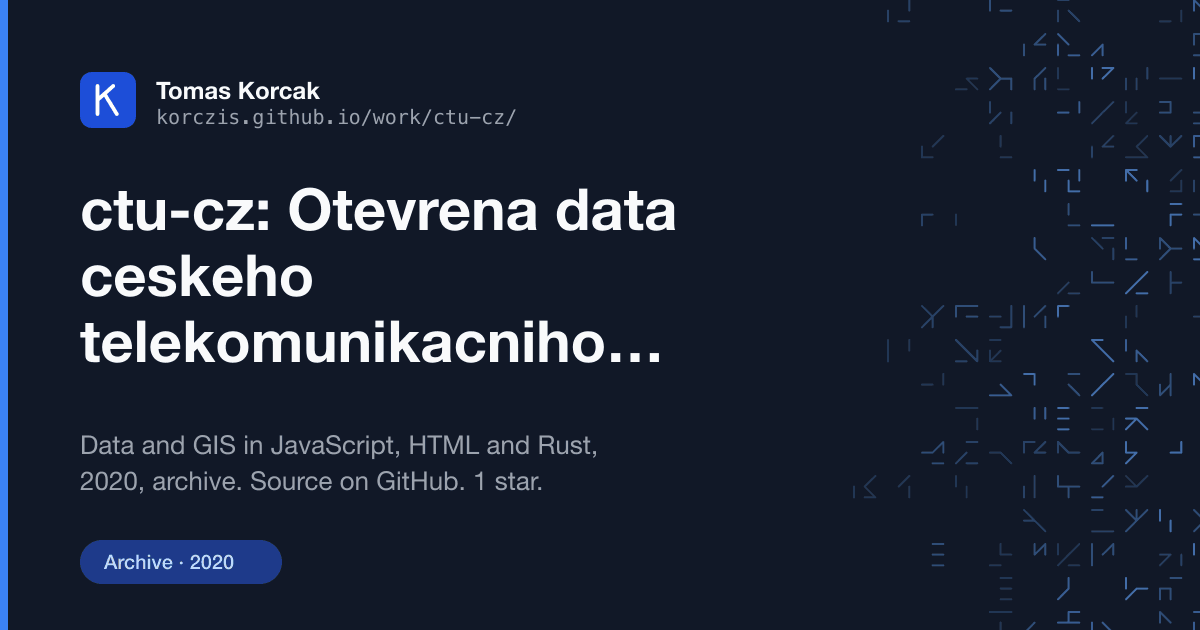 K
Tomas Korcak
korczis.github.io/work/ctu-cz/
ctu-cz: Otevrena data
ceskeho
telekomunikacniho…
Data and GIS in JavaScript, HTML and Rust,
2020, archive. Source on GitHub. 1 star.
Archive · 2020